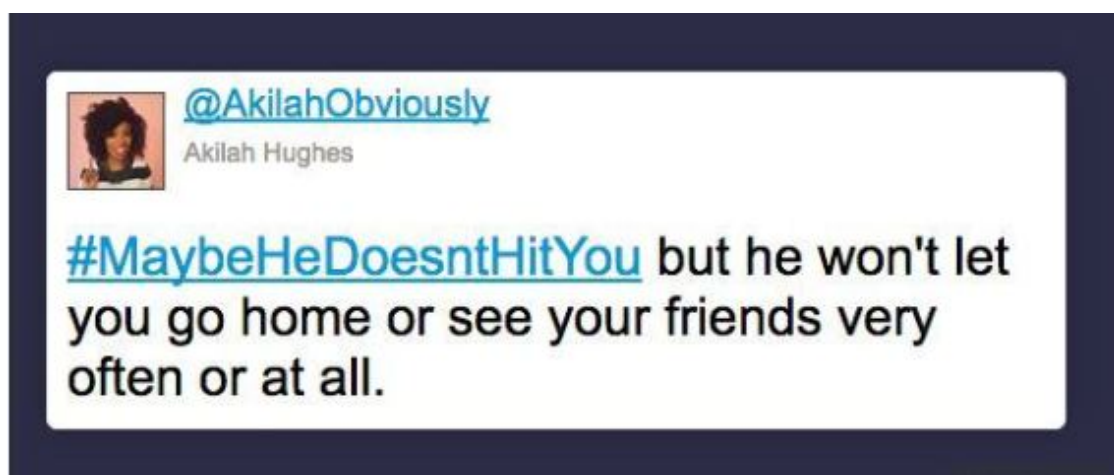 @AkilahObviously
Akilah Hughes
#MaybeHeDoesntHitYou but he won't let
you go home or see your friends very
often or at all.